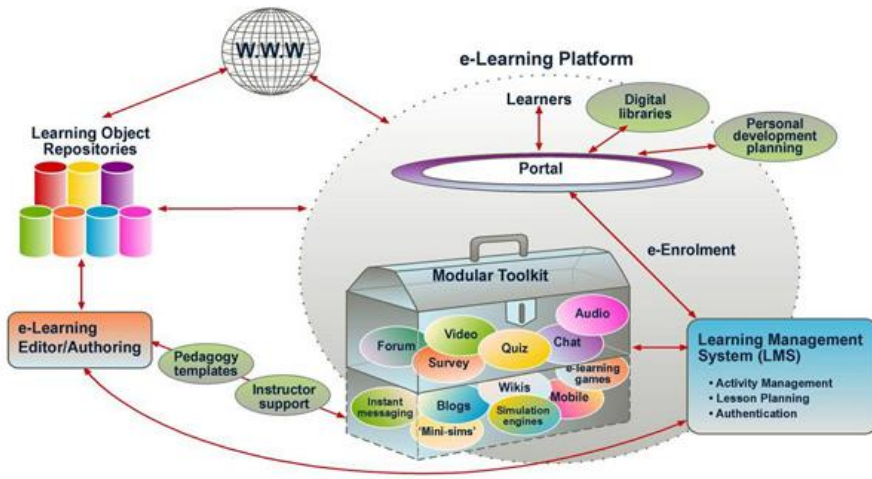 W.W.W
e-Learning Platform
Learners
Digital
libraries
Personal
development
planning
Learning Object
Repositories
Portal
e-Enrolment
Modular Toolkit
Audio
Video
Forum
Quiz
Chat
Survey
e-learning
games
Wikis
Instant
messaging
Blogs
Mobile
Simulation
engines
'Mini-sims'
e-Learning
Editor/Authoring
Pedagogy
templates
Instructor
support
Learning Management
System (LMS)
• Activity Management
• Lesson Planning
• Authentication